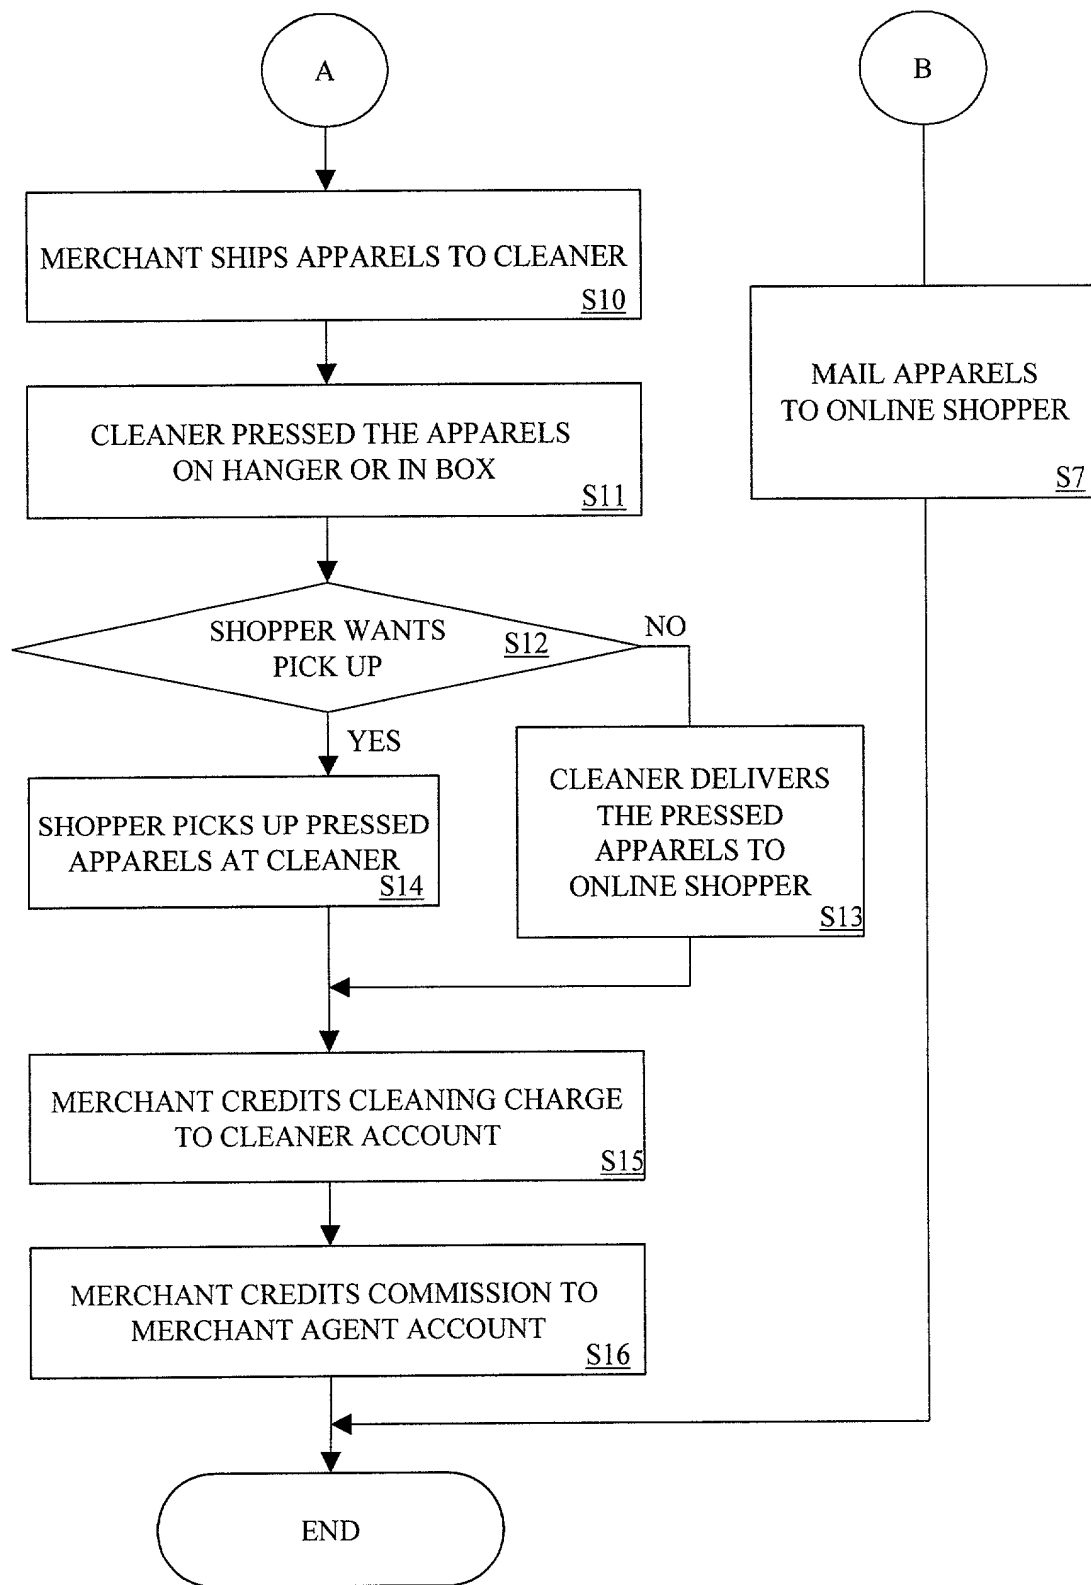 A
B
MERCHANT SHIPS APPARELS TO CLEANER
S10
CLEANER PRESSED THE APPARELS
ON HANGER OR IN BOX
S11
MAIL APPARELS
TO ONLINE SHOPPER
S7
SHOPPER WANTS
PICK UP
S12
NO
YES
SHOPPER PICKS UP PRESSED
APPARELS AT CLEANER
S14
CLEANER DELIVERS
THE PRESSED
APPARELS TO
ONLINE SHOPPER
S13
MERCHANT CREDITS CLEANING CHARGE
TO CLEANER ACCOUNT
S15
MERCHANT CREDITS COMMISSION TO
MERCHANT AGENT ACCOUNT
S16
END